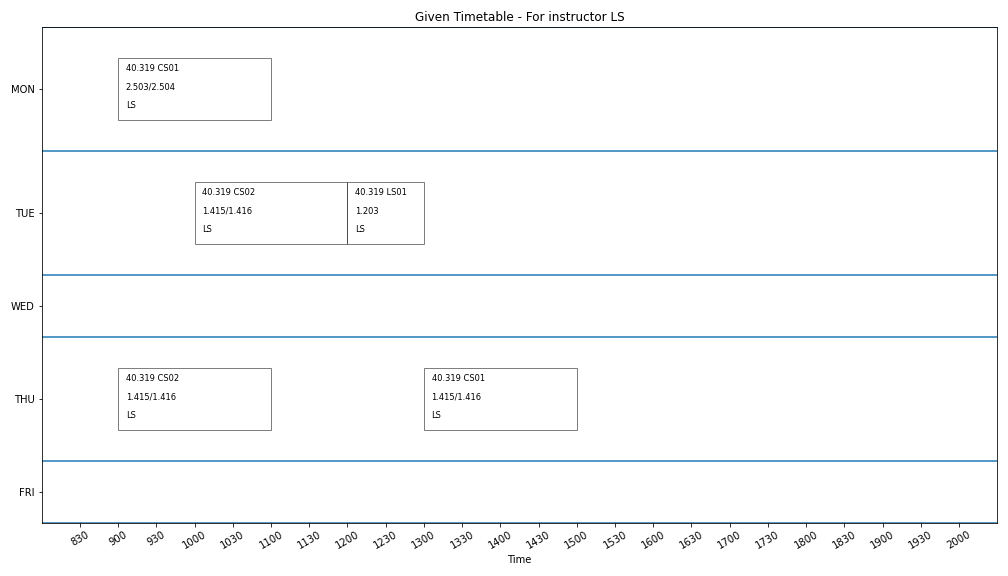 Given Timetable - For instructor LS
MON
40.319 CS01
2.503/2.504
LS
TUE
40.319 CS02
1.415/1.416
LS
40.319 LS01
1.203
LS
WED
THU
40.319 CS02
1.415/1.416
LS
40.319 CS01
1.415/1.416
LS
FRI
830 900 930 1000 1030 1100 1130 1200 1230 1300 1330 1400 1430 1500 1530 1600 1630 1700 1730 1800 1830 1900 1930 2000
Time